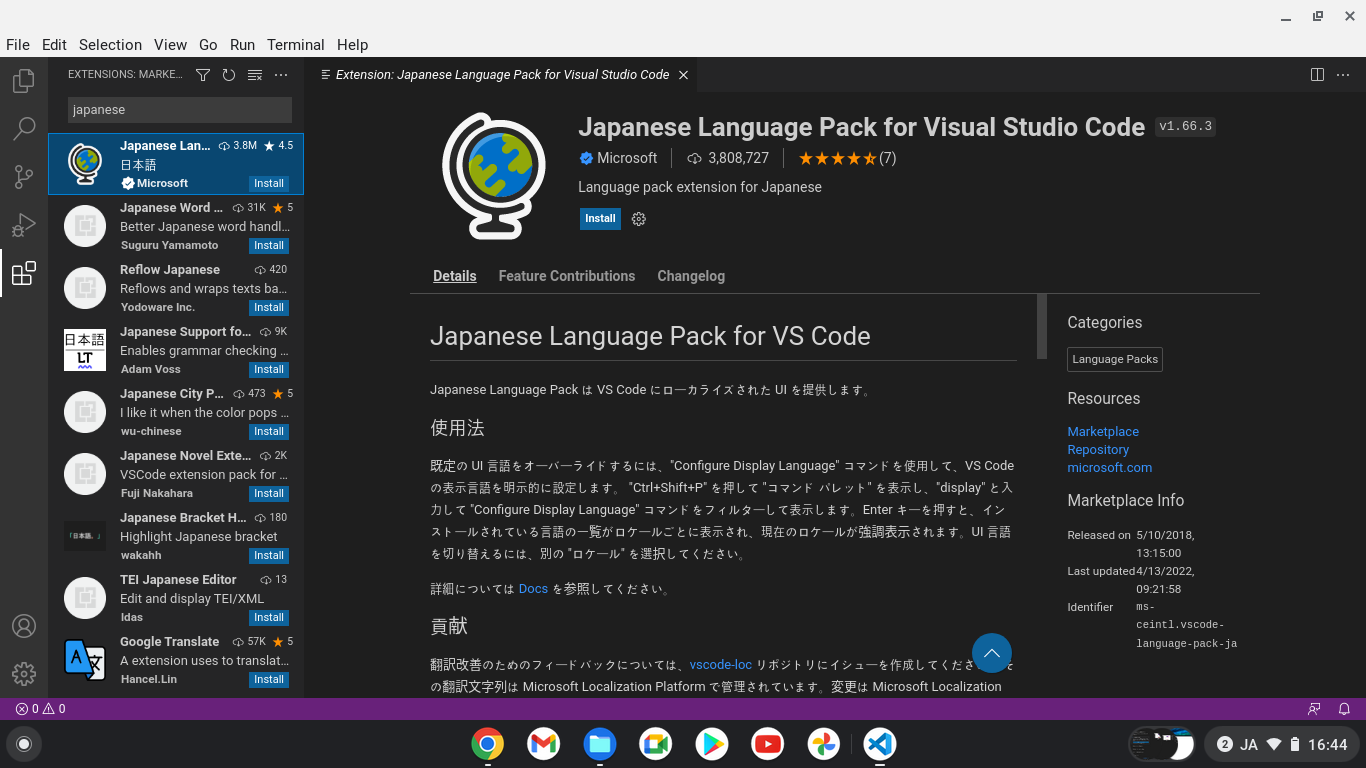 File Edit Selection View Go Run Terminal Help
EXTENSIONS: MARKE...
japanese
Japanese Lan... 3.8M ★ 4.5
日本語
Microsoft Install
Japanese Word ... 31K ★ 5
Better Japanese word handl...
Suguru Yamamoto Install
Reflow Japanese 420
Reflows and wraps texts ba...
Yodoware Inc. Install
日本語
LT
Japanese Support fo... 9K
Enables grammar checking ...
Adam Voss Install
Japanese City P... 473 ★ 5
I like it when the color pops ...
wu-chinese Install
Japanese Novel Exte... 2K
VSCode extension pack for ...
Fuji Nakahara Install
「日本語。」
Japanese Bracket H... 180
Highlight Japanese bracket
wakahh Install
TEI Japanese Editor 13
Edit and display TEI/XML
ldas Install
A 文
Google Translate 57K ★ 5
A extension uses to translat...
Hancel.Lin Install
Extension: Japanese Language Pack for Visual Studio Code
Japanese Language Pack for Visual Studio Code v1.66.3
Microsoft 3,808,727 (7)
Language pack extension for Japanese
Install
Details Feature Contributions Changelog
Japanese Language Pack for VS Code
Japanese Language Pack は VS Code にローカライズされた UI を提供します。
使用法
既定の UI 言語をオーバーライドするには、"Configure Display Language" コマンドを使用して、VS Code
の表示言語を明示的に設定します。 "Ctrl+Shift+P" を押して "コマンド パレット" を表示し、"display" と入
力して "Configure Display Language" コマンドをフィルターして表示します。Enter キーを押すと、イン
ストールされている言語の一覧がロケールごとに表示され、現在のロケールが強調表示されます。UI 言語
を切り替えるには、別の "ロケール" を選択してください。
詳細については Docs を参照してください。
貢献
翻訳改善のためのフィードバックについては、vscode-loc リポジトリにイシューを作成してくださ
の翻訳文字列は Microsoft Localization Platform で管理されています。変更は Microsoft Localization
Categories
Language Packs
Resources
Marketplace
Repository
microsoft.com
Marketplace Info
Released on 5/10/2018,
13:15:00
Last updated 4/13/2022,
09:21:58
Identifier ms-
ceintl.vscode-
language-pack-ja
0 0
2 JA 16:44